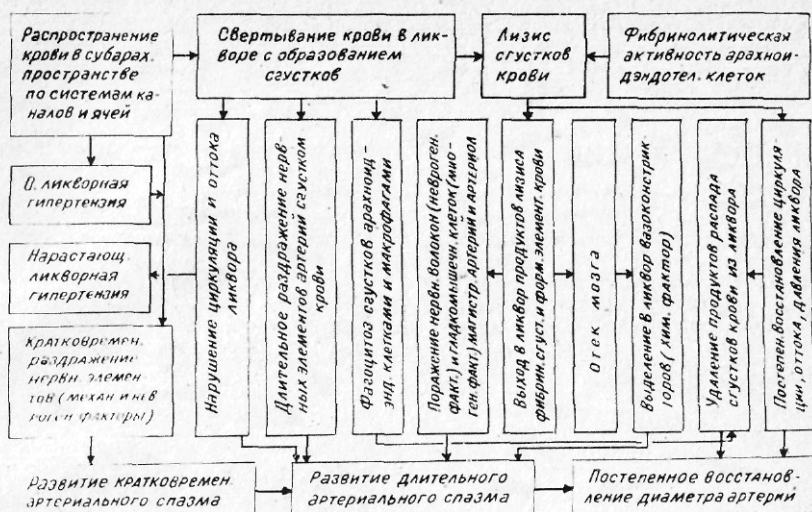 Распространение
крови в субарах.
пространстве
по системам ка-
налов и ячей
Свертывание крови в лик-
воре с образованием
сгустков
Лизис
сгустков
крови
Фибринолитическая
активность арахнои-
дэндотел. клеток
О. ликворная
гипертензия
Нарастающ.
ликворная
гипертензия
Кратковремен.
раздражение
нервн. элемен-
тов (механ и нев
роген факторы)
Нарушение циркуляции и оттока
ликвора
Длительное раздражение нерв-
ных элементов артерий сгустком
крови
Фагоцитоз сгустков арахноид-
энд. клетками и макрофагами
Поражение нервн. волокон (невроген.
факт.) и гладкомышечн. клеток (мио-
ген. факт) магистр. артерий и артериол
Выход в ликвор продуктов лизиса
фибрин. сгуст. и форм. элемент. крови
Отек мозга
Выделение в ликвор вазоконстрик
торов (хим. фактор)
Удаление продуктов распада
сгустков крови из ликвора
Постепен. восстановление циркуля-
ции, оттока, давления ликвора
Развитие кратковремен.
артериального спазма
Развитие длительного
артериального спазма
Постепенное восстанов-
ление диаметра артерии